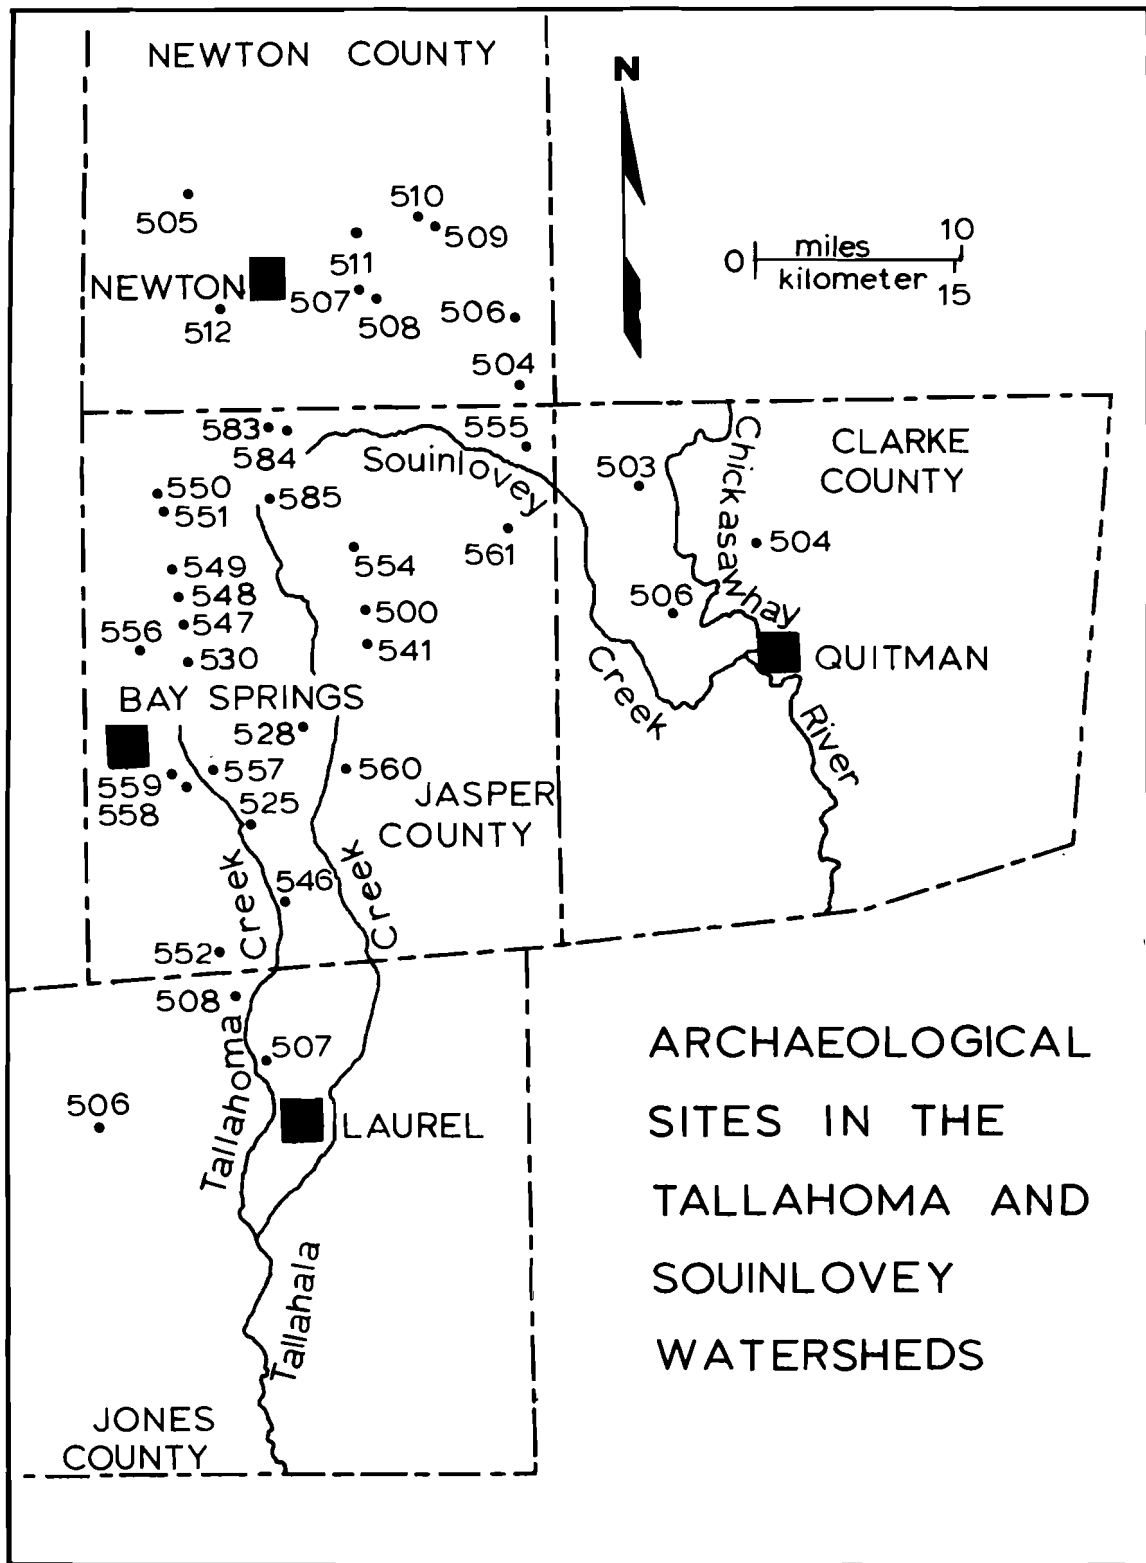 NEWTON COUNTY
N
510
505
509
511
10
0
miles
kilometer
15
NEWTON
507
508
506
512
504
583
584
555
Souinlovey
Creek
Chickasawhay
River
CLARKE
COUNTY
503
550
551
585
561
504
554
549
548
500
506
547
556
541
530
QUITMAN
BAY SPRINGS
528
557
560
559
558
525
JASPER
COUNTY
546
Creek
Creek
552
508
Tallahoma
507
506
LAUREL
Tallahala
JONES
COUNTY
ARCHAEOLOGICAL
SITES IN THE
TALLAHOMA AND
SOUINLOVEY
WATERSHEDS